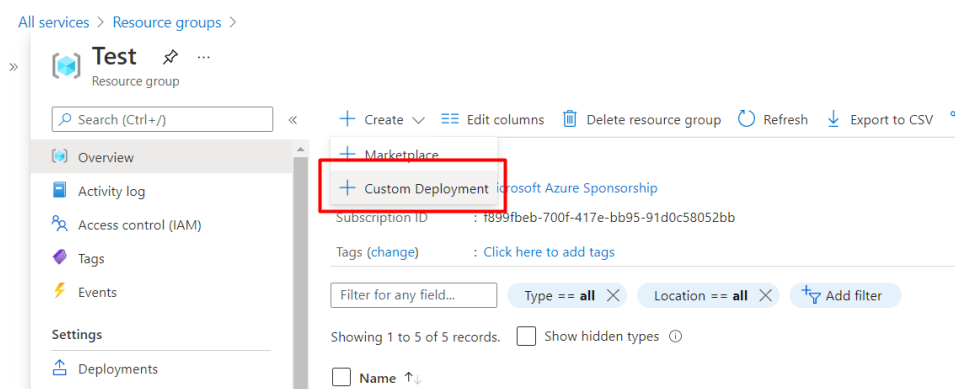 All services > Resource groups >
Test
Resource group
Search (Ctrl+/)
Overview
Activity log
Access control (IAM)
Tags
Events
Settings
Deployments
Create
Edit columns
Delete resource group
Refresh
Export to CSV
Marketplace
Custom Deployment
icrosoft Azure Sponsorship
Subscription ID : f899fbeb-700f-417e-bb95-91d0c58052bb
Tags (change) : Click here to add tags
Filter for any field...
Type == all
Location == all
Add filter
Showing 1 to 5 of 5 records.
Show hidden types
Name